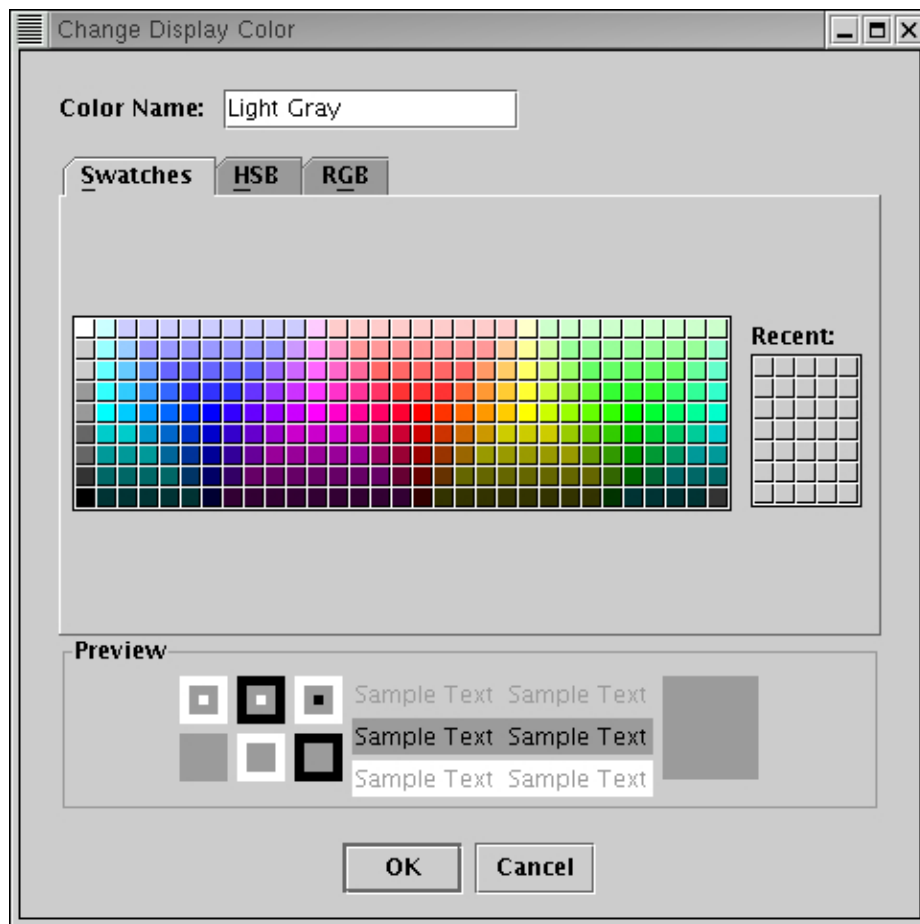 Change Display Color
Color Name: Light Gray
Swatches HSB RGB
Recent:
Preview
Sample Text Sample Text
Sample Text Sample Text
Sample Text Sample Text
OK Cancel